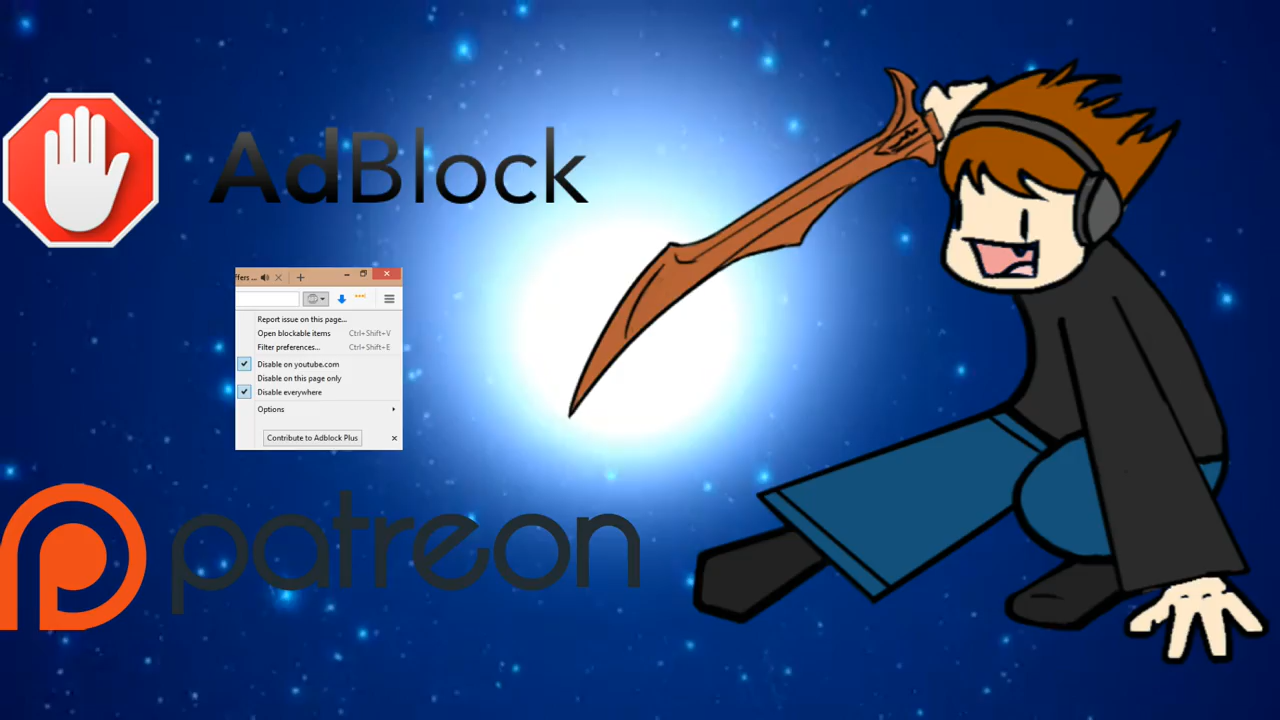 AdBlock
ffers ...
Report issue on this page...
Open blockable items Ctrl+Shift+V
Filter preferences... Ctrl+Shift+E
Disable on youtube.com
Disable on this page only
Disable everywhere
Options
Contribute to Adblock Plus
patreon